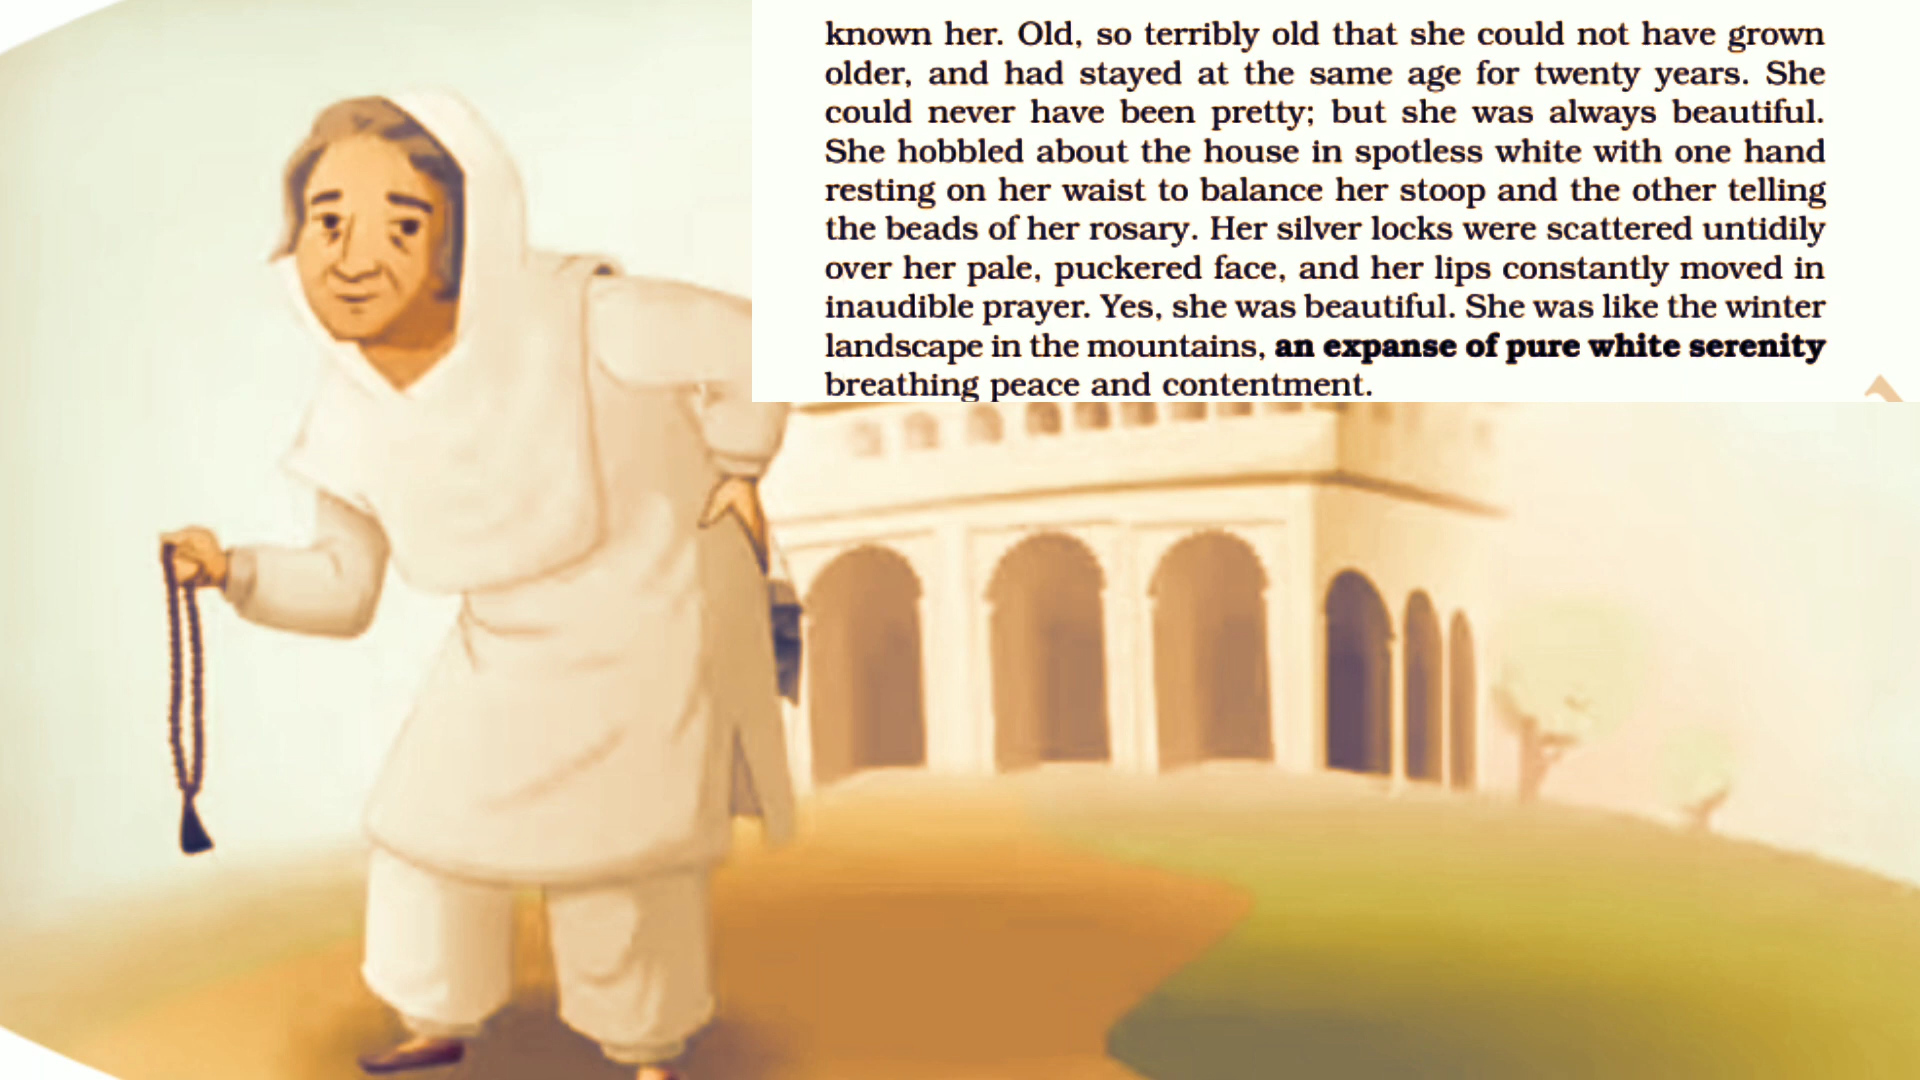 known her. Old, so terribly old that she could not have grown
older, and had stayed at the same age for twenty years. She
could never have been pretty; but she was always beautiful.
She hobbled about the house in spotless white with one hand
resting on her waist to balance her stoop and the other telling
the beads of her rosary. Her silver locks were scattered untidily
over her pale, puckered face, and her lips constantly moved in
inaudible prayer. Yes, she was beautiful. She was like the winter
landscape in the mountains, an expanse of pure white serenity
breathing peace and contentment.